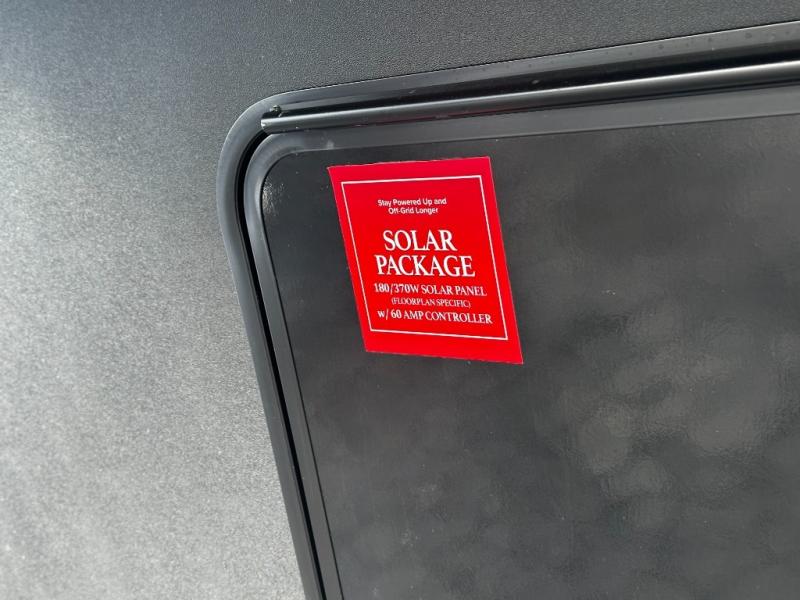 Stay Powered Up and
Off-Grid Longer
SOLAR
PACKAGE
180/370W SOLAR PANEL
(FLOORPLAN SPECIFIC)
w/ 60 AMP CONTROLLER